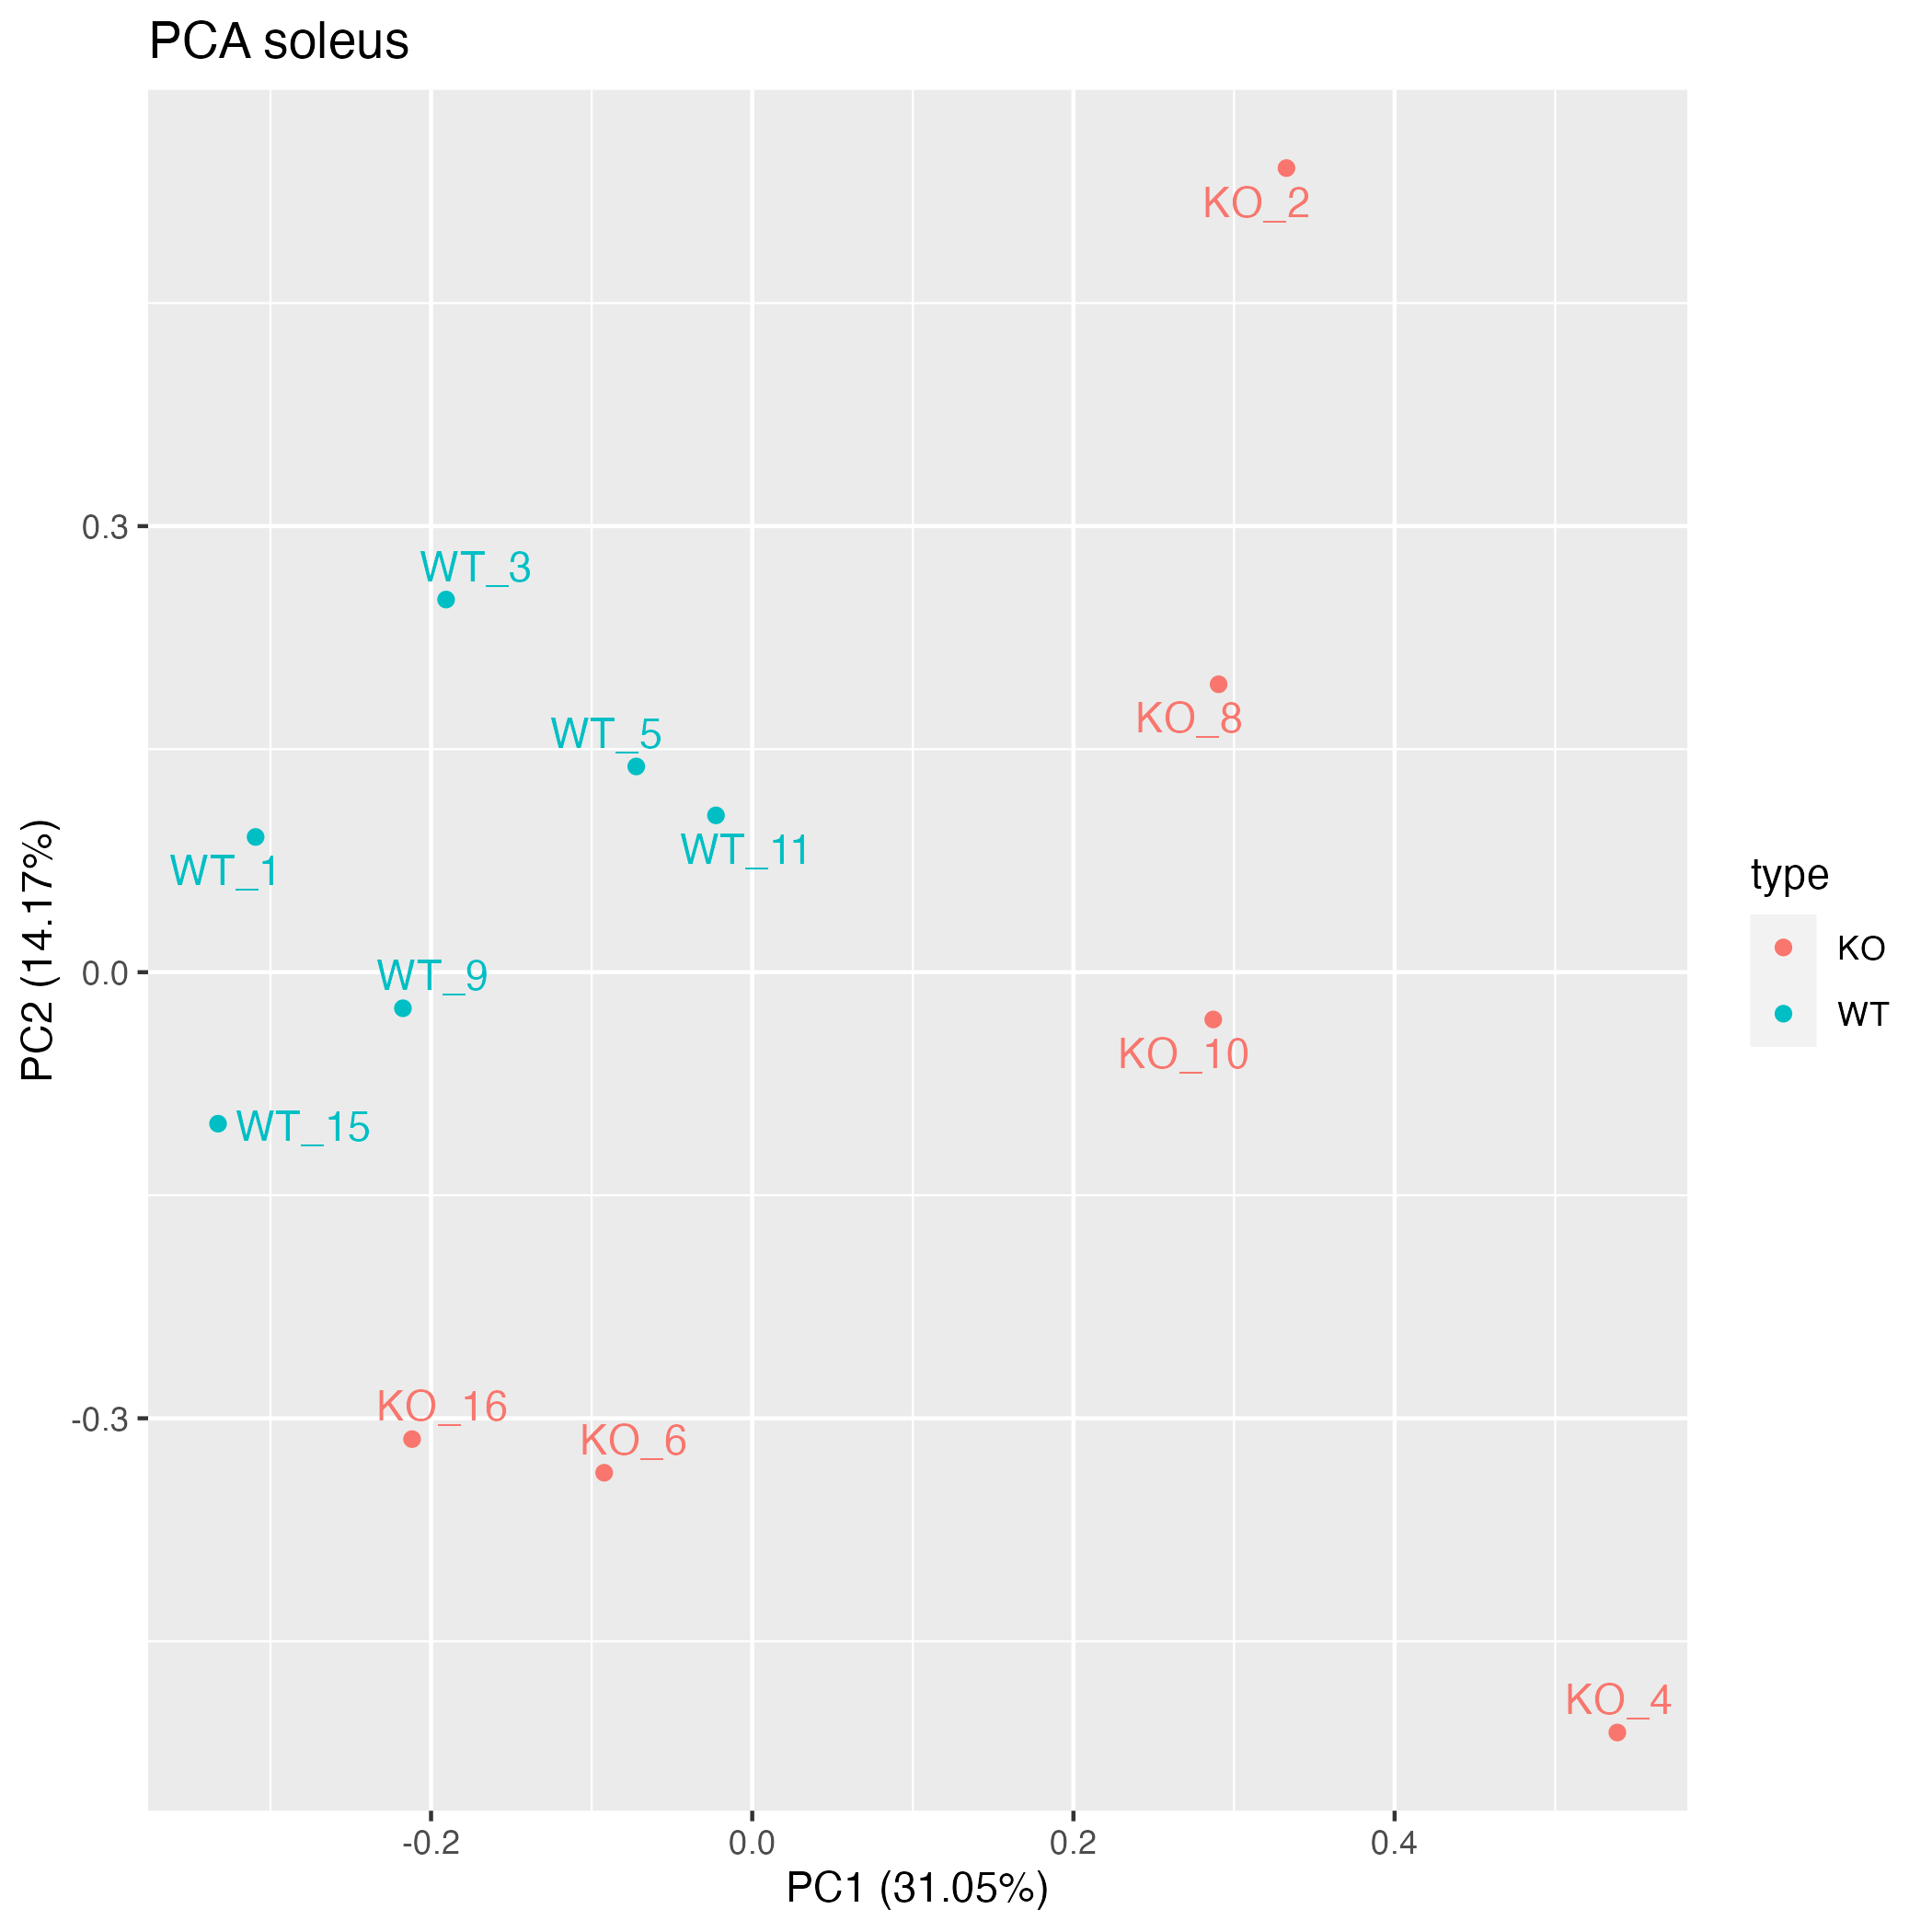 PCA soleus
KO_2
0.3
WT_3
KO_8
WT_5
WT_11
WT_1
PC2 (14.17%)
0.0
WT_9
KO_10
WT_15
type
KO
WT
KO_16
-0.3
KO_6
KO_4
-0.2
0.0
0.2
0.4
PC1 (31.05%)